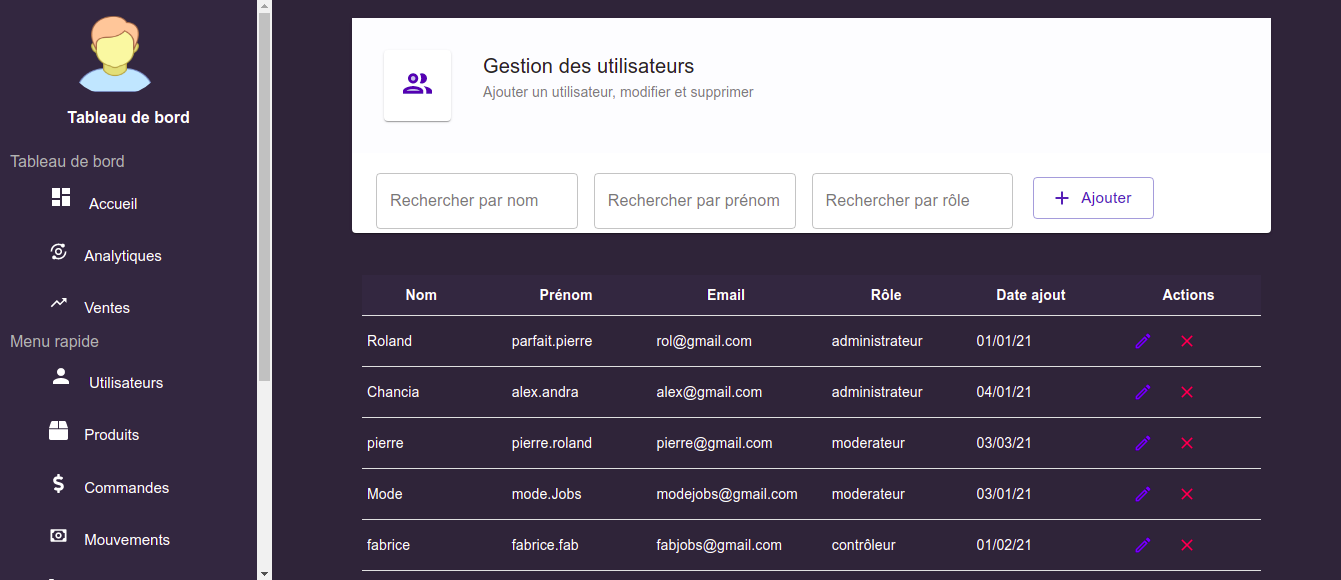 Tableau de bord
Tableau de bord
Accueil
Analytiques
Ventes
Menu rapide
Utilisateurs
Produits
Commandes
Mouvements
Gestion des utilisateurs
Ajouter un utilisateur, modifier et supprimer
Rechercher par nom Rechercher par prénom Rechercher par rôle Ajouter
Nom Prénom Email Rôle Date ajout Actions
Roland parfait.pierre rol@gmail.com administrateur 01/01/21
Chancia alex.andra alex@gmail.com administrateur 04/01/21
pierre pierre.roland pierre@gmail.com moderateur 03/03/21
Mode mode.Jobs modejobs@gmail.com moderateur 03/01/21
fabrice fabrice.fab fabjobs@gmail.com contrôleur 01/02/21